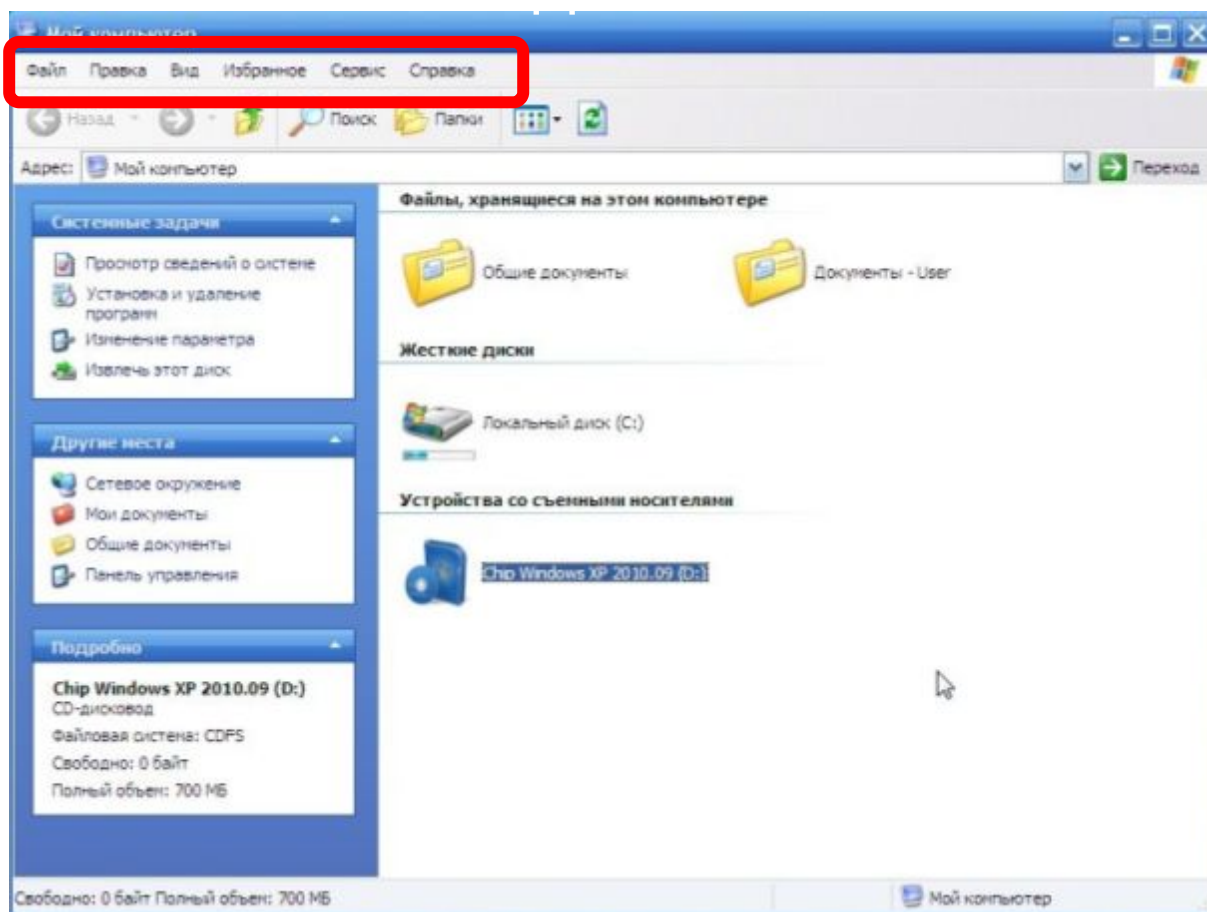 Мой компьютер
Файл Правка Вид Избранное Сервис Справка
Назад Поиск Папки
Адрес: Мой компьютер Переход
Системные задачи
Просмотр сведений о системе
Установка и удаление
программ
Изменение параметра
Извлечь этот диск
Другие места
Сетевое окружение
Мои документы
Общие документы
Панель управления
Подробно
Chip Windows XP 2010.09 (D:)
CD-дисковод
Файловая система: CDFS
Свободно: 0 байт
Полный объем: 700 МБ
Файлы, хранящиеся на этом компьютере
Общие документы
Документы - User
Жесткие диски
Локальный диск (C:)
Устройства со съемными носителями
Chip Windows XP 2010.09 (D:)
Свободно: 0 байт Полный объем: 700 МБ
Мой компьютер